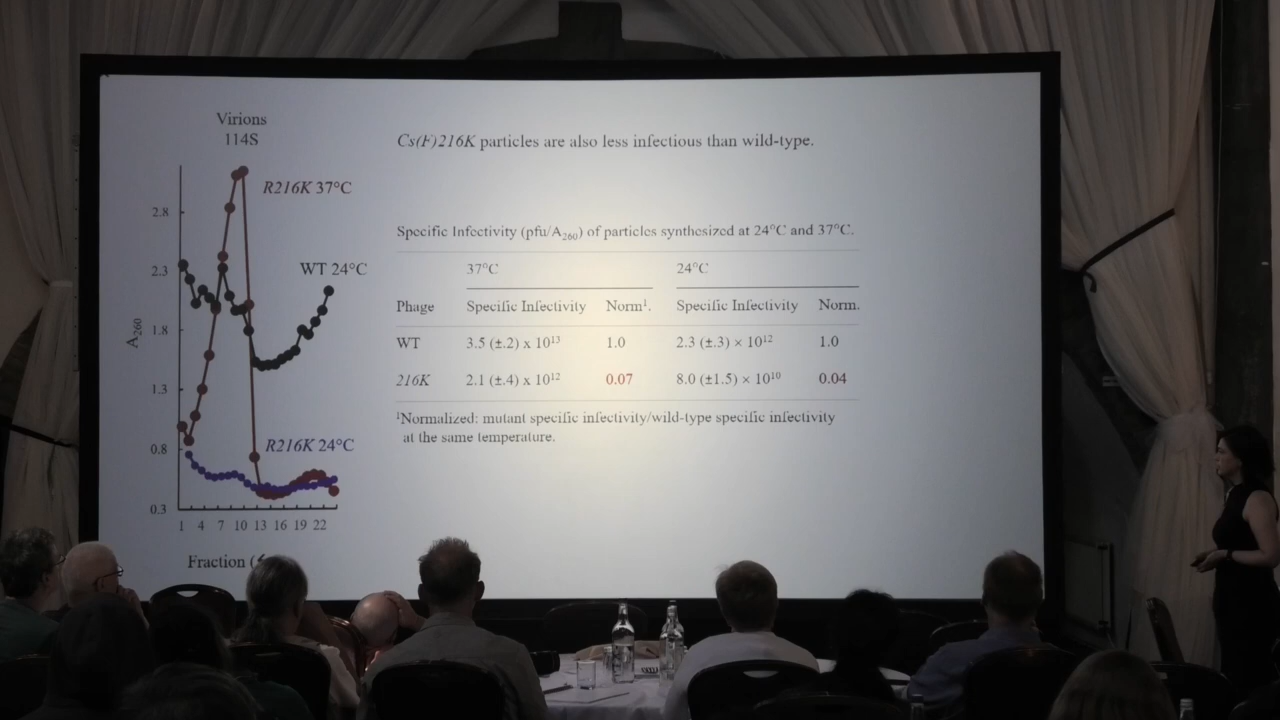 Virions
114S
R216K 37°C
WT 24°C
R216K 24°C
A260
2.8
2.3
1.8
1.3
0.8
0.3
1 4 7 10 13 16 19 22
Fraction
Cs(F)216K particles are also less infectious than wild-type.
Specific Infectivity (pfu/A260) of particles synthesized at 24°C and 37°C.
37°C 24°C
Phage Specific Infectivity Norm¹. Specific Infectivity Norm.
WT 3.5 (±.2) x 10¹³ 1.0 2.3 (±.3) × 10¹² 1.0
216K 2.1 (±.4) x 10¹² 0.07 8.0 (±1.5) × 10¹⁰ 0.04
¹Normalized: mutant specific infectivity/wild-type specific infectivity
at the same temperature.